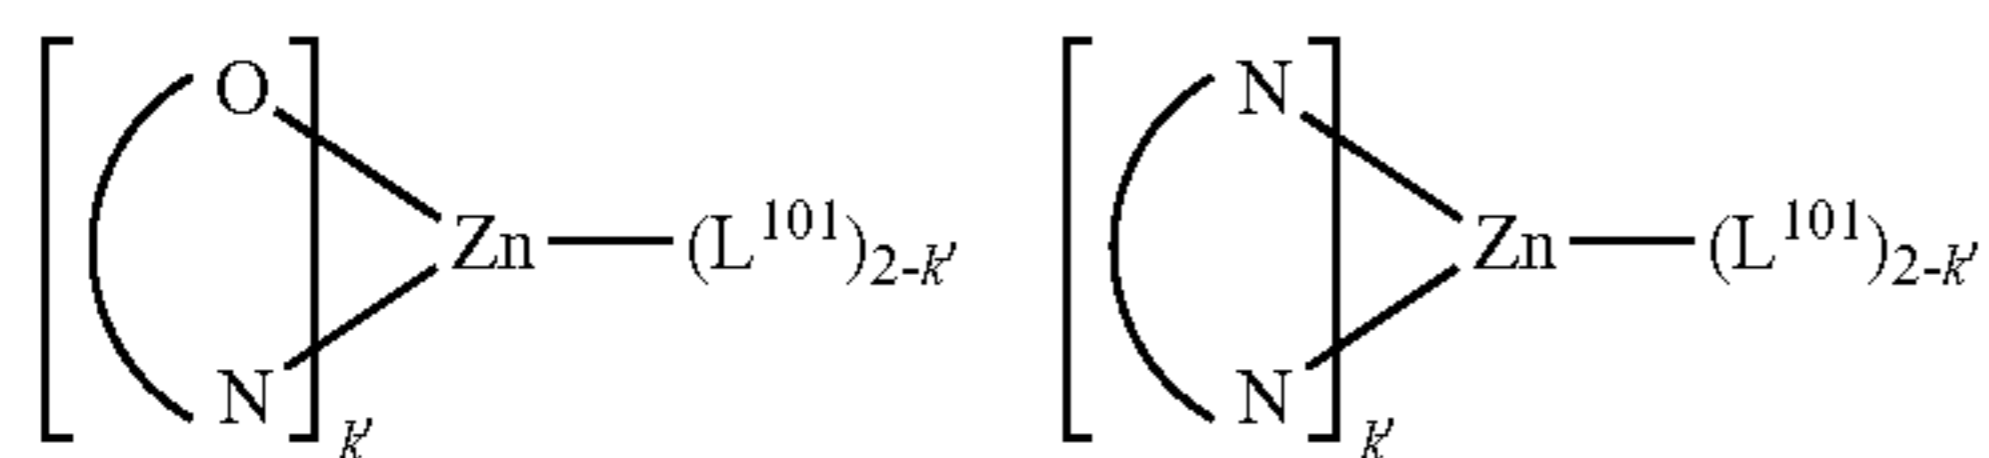 O N Zn (L¹⁰¹)₂₋ₖ′ k′
N N Zn (L¹⁰¹)₂₋ₖ′ k′